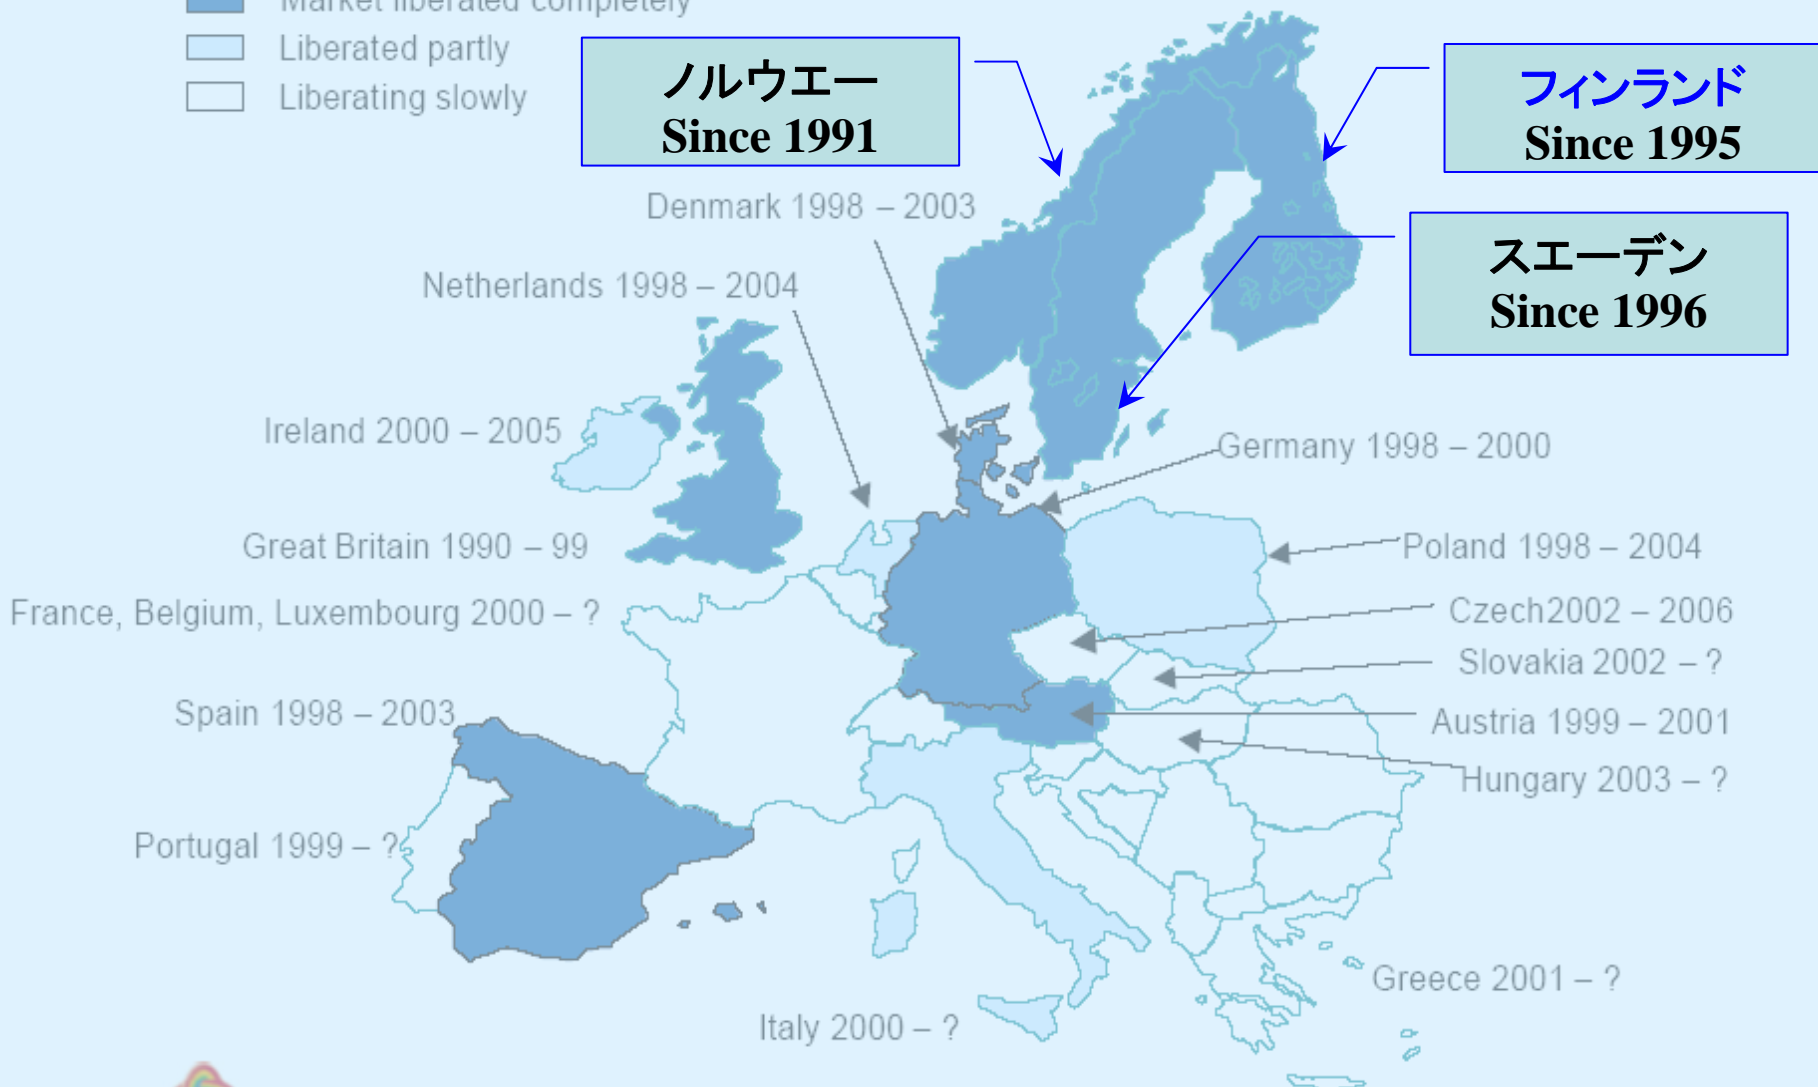 Market liberated completely
Liberated partly
Liberating slowly
ノルウエー
Since 1991
フィンランド
Since 1995
スエーデン
Since 1996
Denmark 1998 – 2003
Netherlands 1998 – 2004
Ireland 2000 – 2005
Germany 1998 – 2000
Great Britain 1990 – 99
Poland 1998 – 2004
France, Belgium, Luxembourg 2000 – ?
Czech2002 – 2006
Slovakia 2002 – ?
Spain 1998 – 2003
Austria 1999 – 2001
Hungary 2003 – ?
Portugal 1999 – ?
Greece 2001 – ?
Italy 2000 – ?